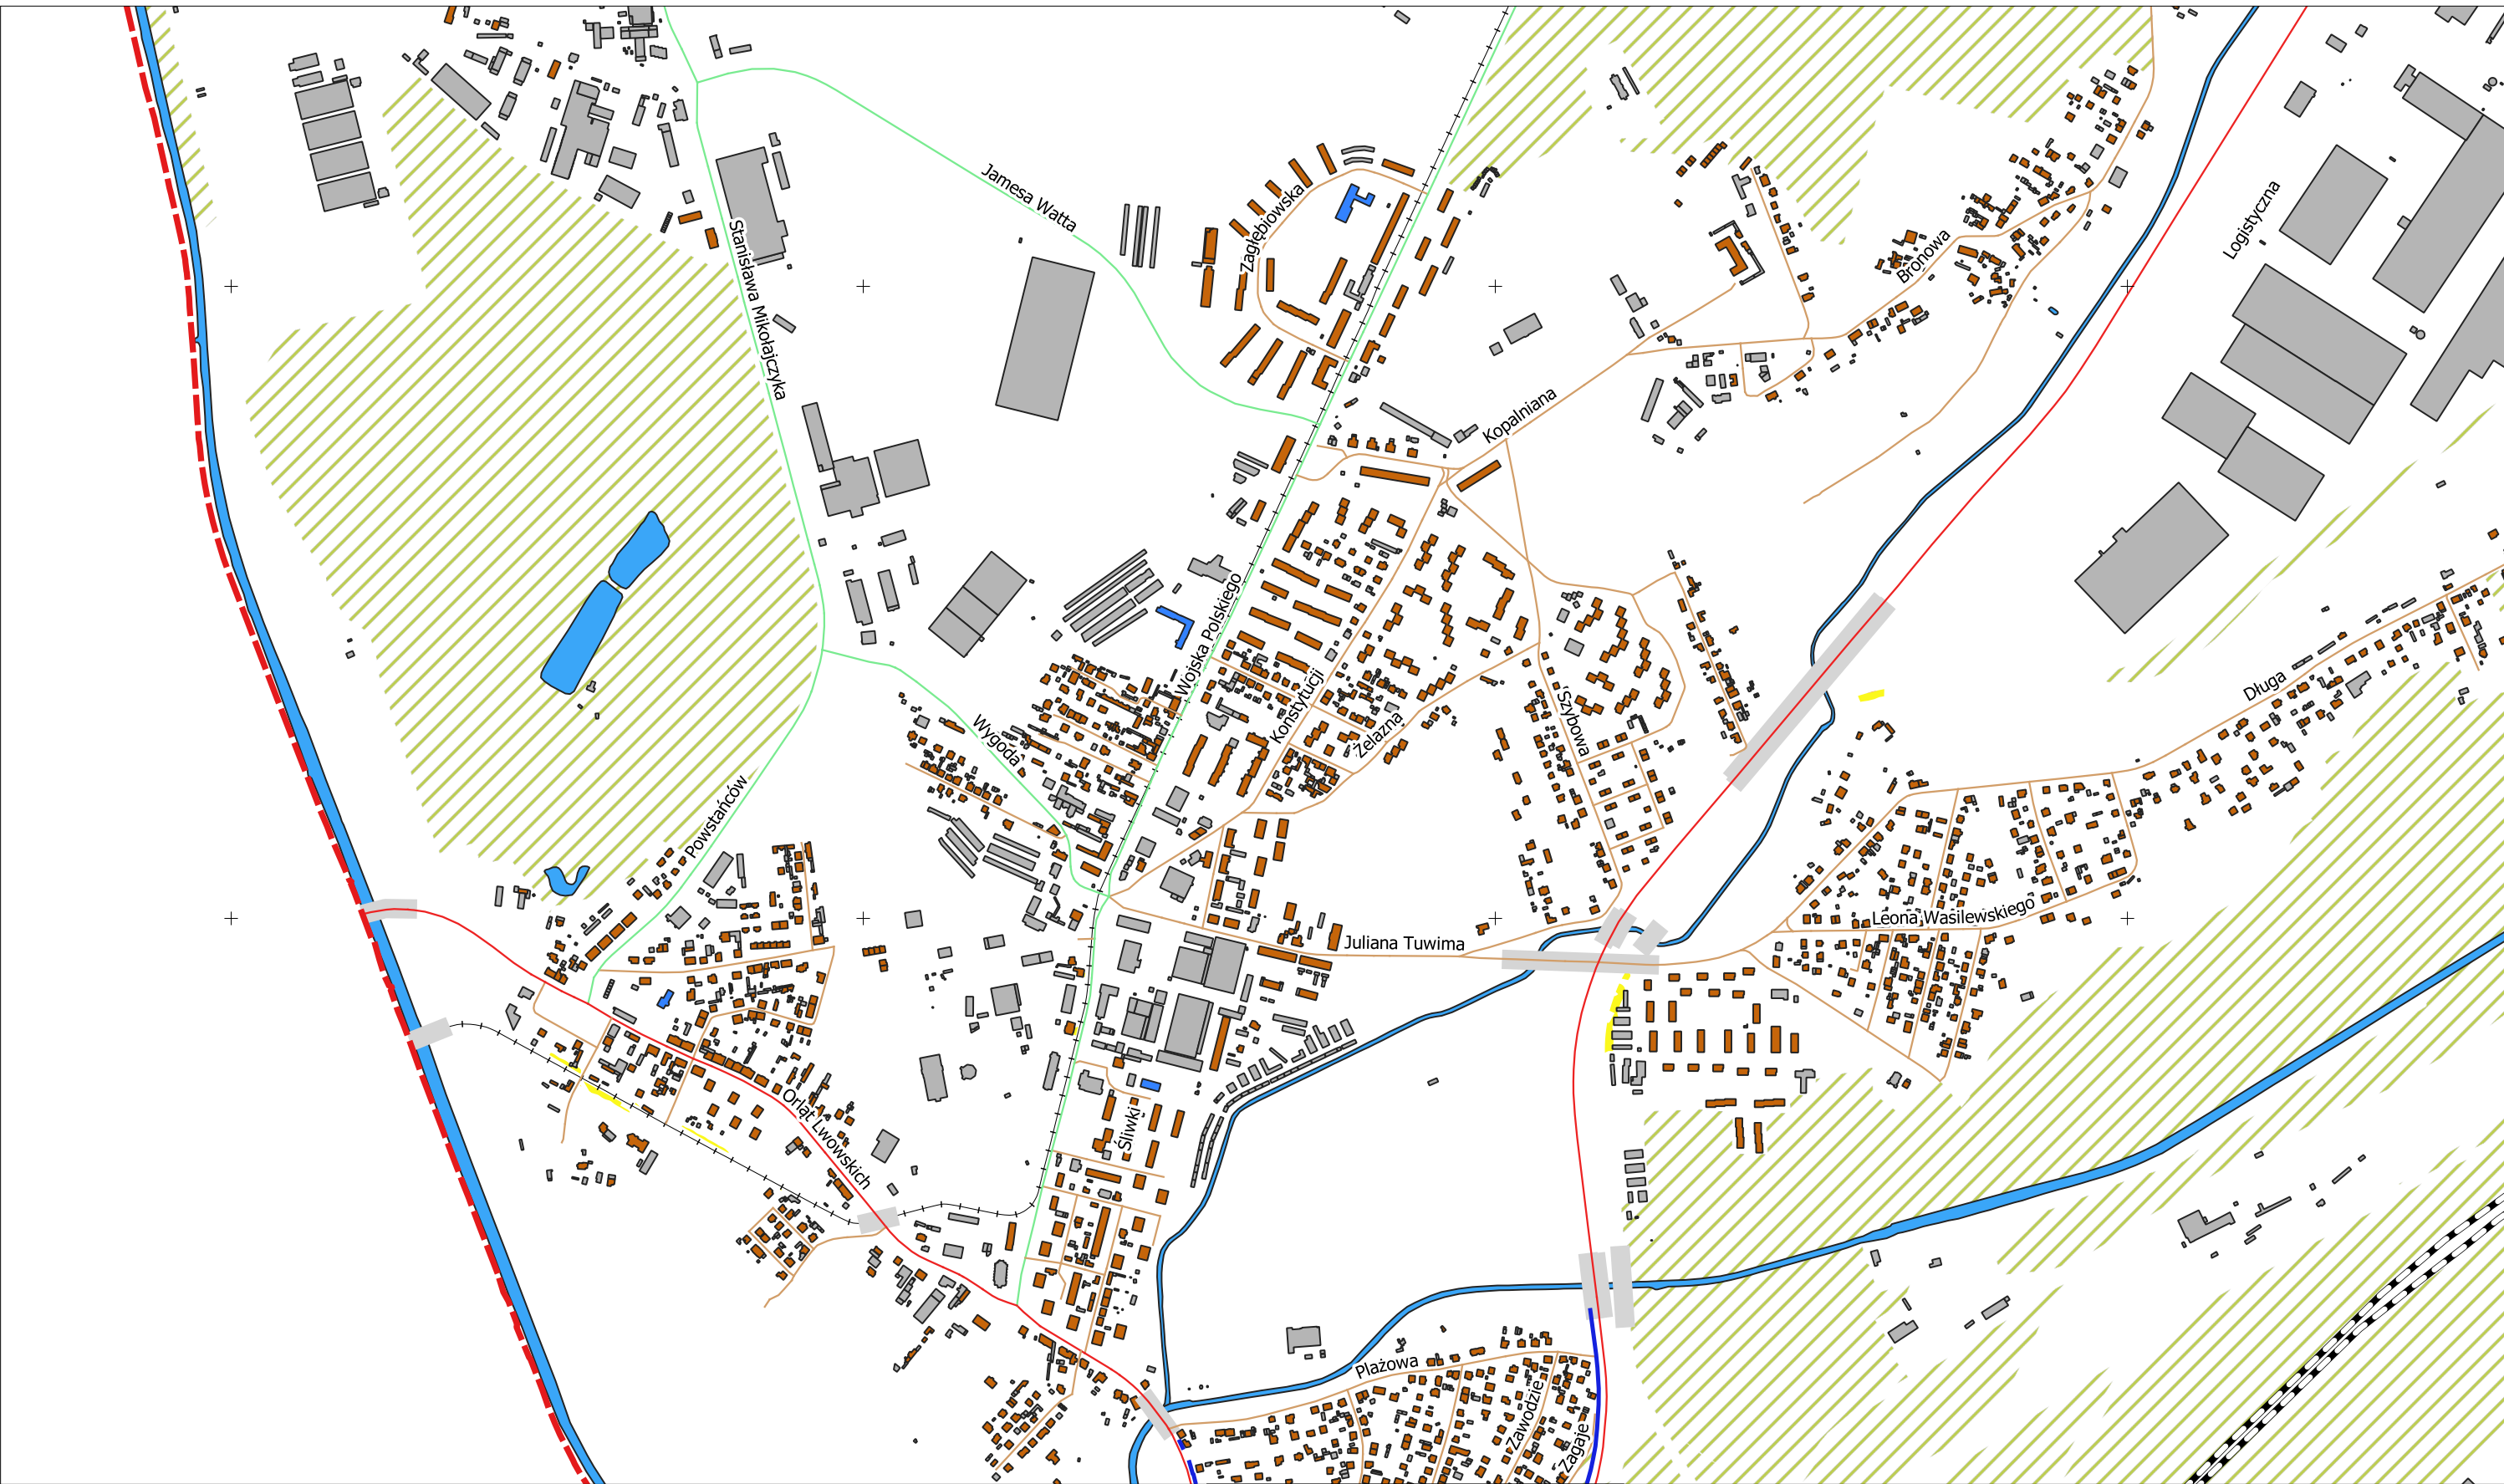 Jamesa Watta
Zagłębiowska
Logistyczna
Bronowa
Stanisława Mikołajczyka
Kopalniana
Wojska Polskiego
Konstytucji
Żelazna
Szybowa
Długa
Wygoda
Powstańców
Leona Wasilewskiego
Juliana Tuwima
Orląt Lwowskich
Śliwki
Plażowa
Zawodzie
Zagaje